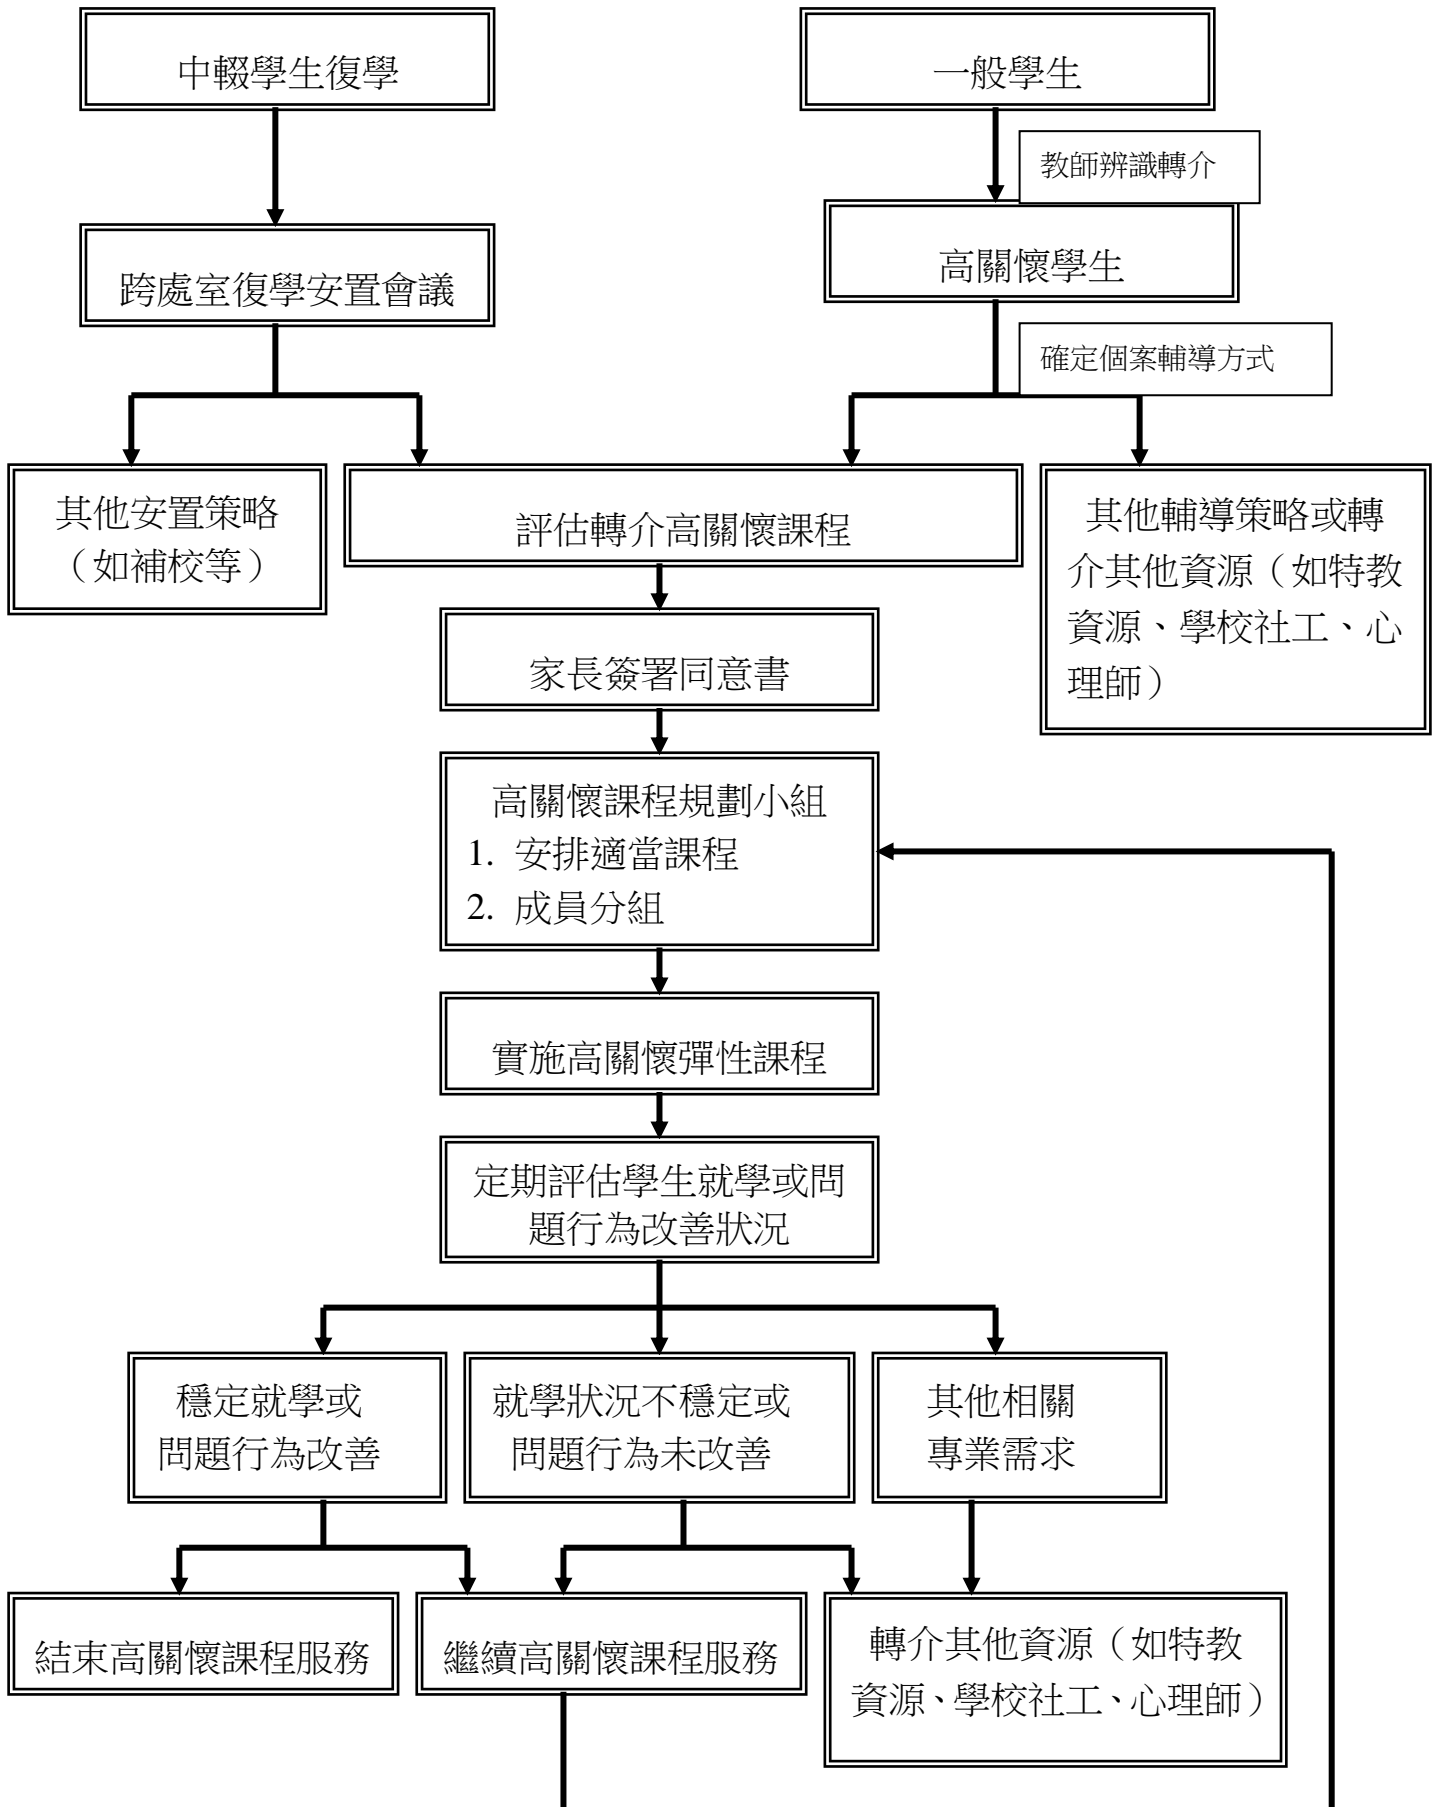 中輟學生復學
一般學生
教師辨識轉介
跨處室復學安置會議
高關懷學生
確定個案輔導方式
其他安置策略
（如補校等）
評估轉介高關懷課程
其他輔導策略或轉
介其他資源（如特教
資源、學校社工、心
理師）
家長簽署同意書
高關懷課程規劃小組
1. 安排適當課程
2. 成員分組
實施高關懷彈性課程
定期評估學生就學或問
題行為改善狀況
穩定就學或
問題行為改善
就學狀況不穩定或
問題行為未改善
其他相關
專業需求
結束高關懷課程服務
繼續高關懷課程服務
轉介其他資源（如特教
資源、學校社工、心理師）